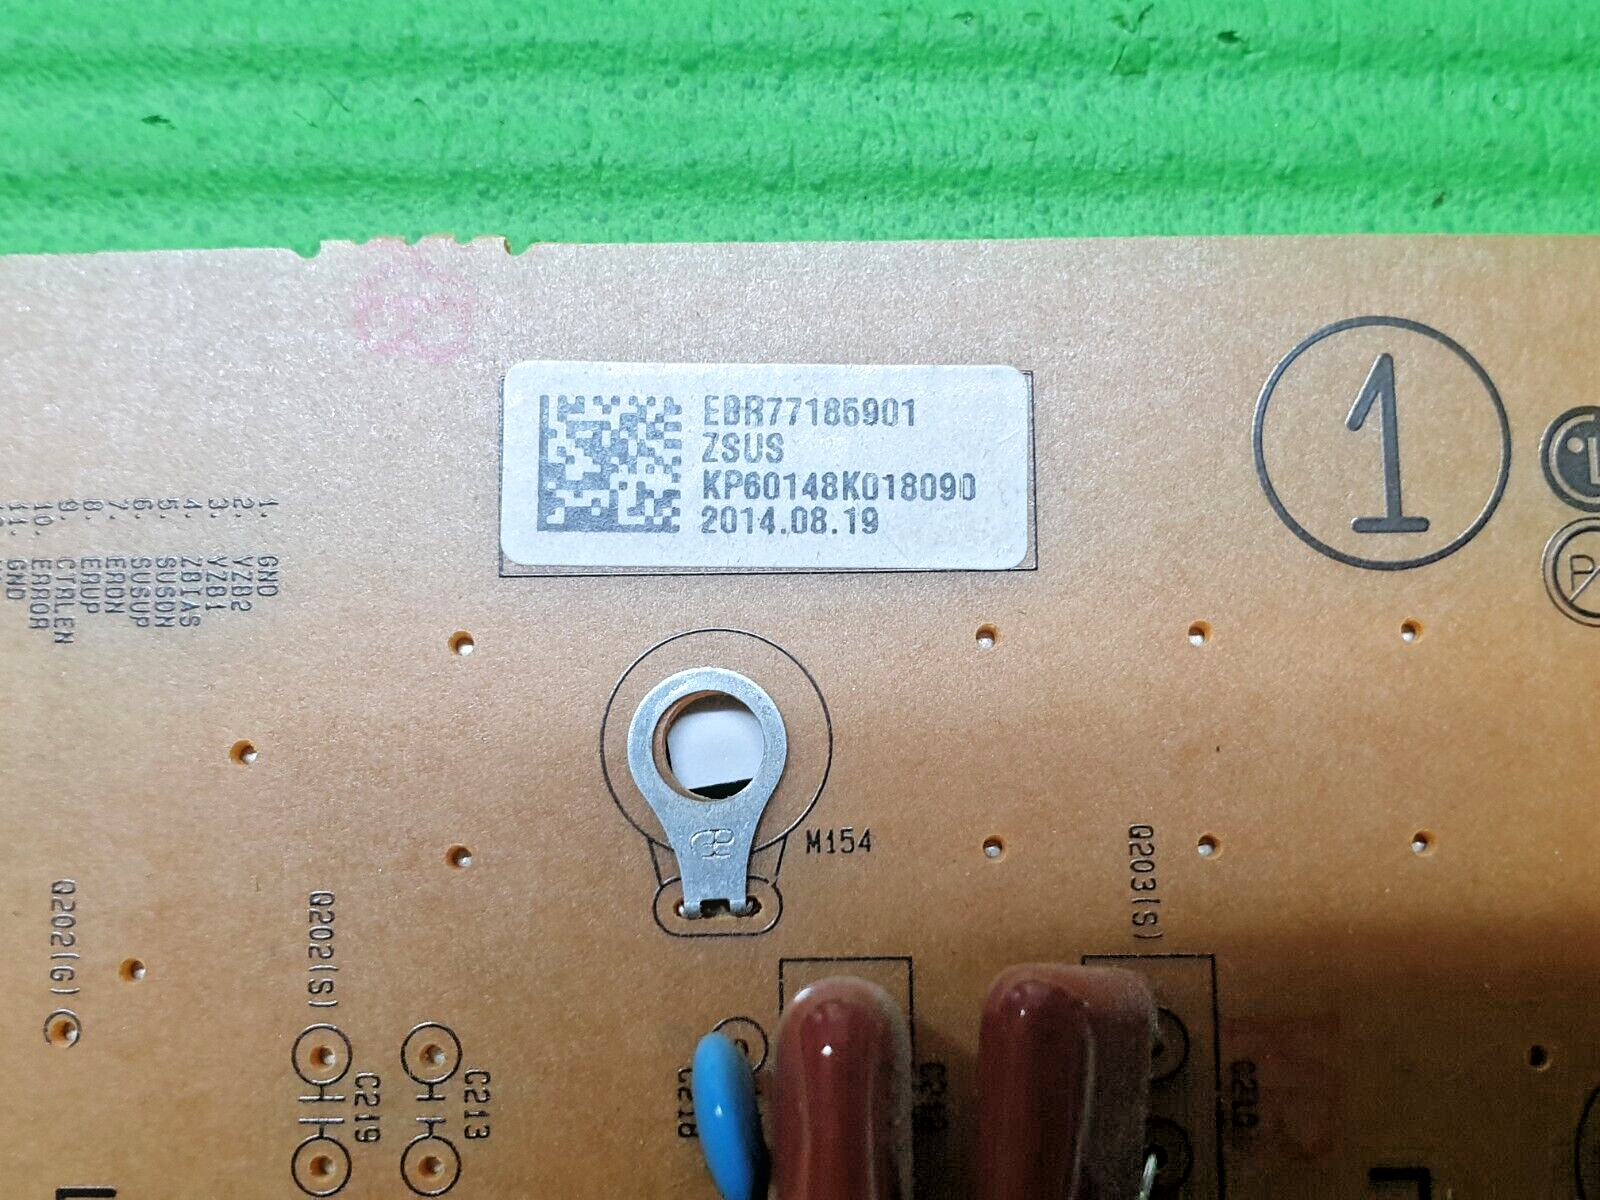 EBR77185901
ZSUS
KP60148K018090
2014.08.19
1
1. GND
2. VZB2
3. VZB1
4. ZBIAS
5. SUSDN
6. SUSUP
7. ERDN
8. ERUP
9. CTRLEN
10. ERROR
11. GND
M154
Q203(S)
Q202(G)
Q202(S)
C219
C213